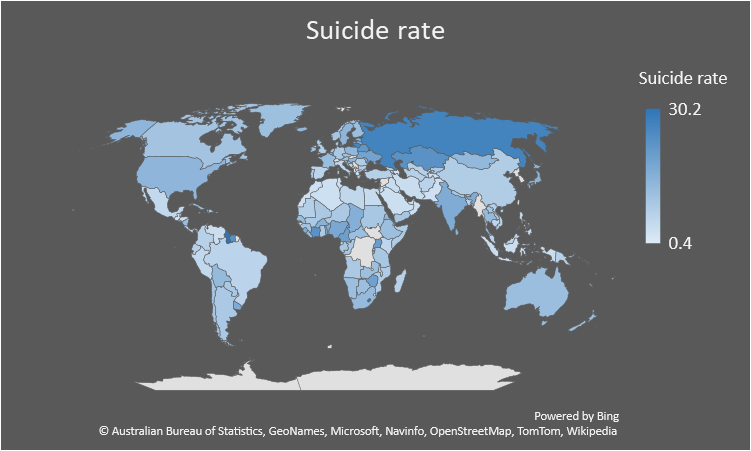 Suicide rate
Suicide rate
30.2
0.4
Powered by Bing
© Australian Bureau of Statistics, GeoNames, Microsoft, Navinfo, OpenStreetMap, TomTom, Wikipedia